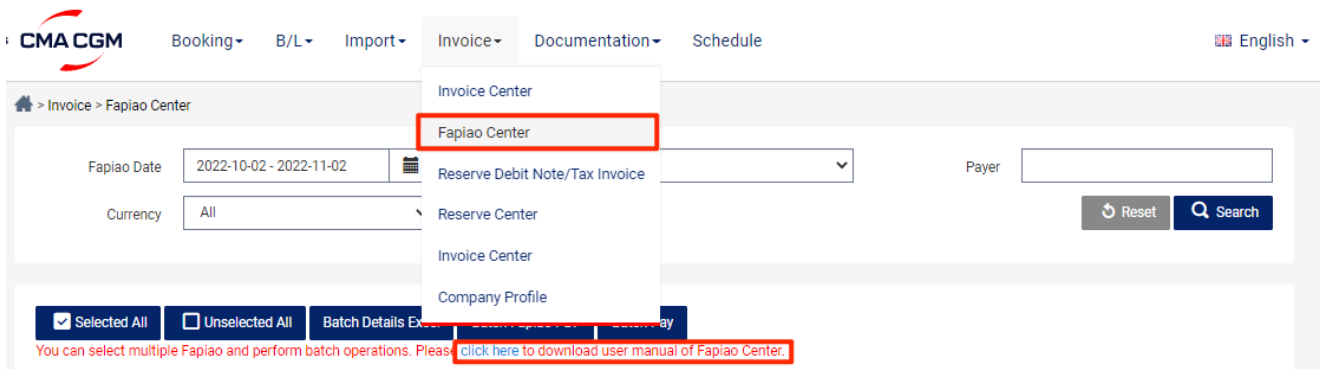 CMA CGM Booking B/L Import Invoice Documentation Schedule English
Invoice Center
> Invoice > Fapiao Center
Fapiao Center
Fapiao Date 2022-10-02 - 2022-11-02 Payer
Reserve Debit Note/Tax Invoice
Currency All Reserve Center Reset Search
Invoice Center
Company Profile
Selected All Unselected All Batch Details
You can select multiple Fapiao and perform batch operations. Please click here to download user manual of Fapiao Center.